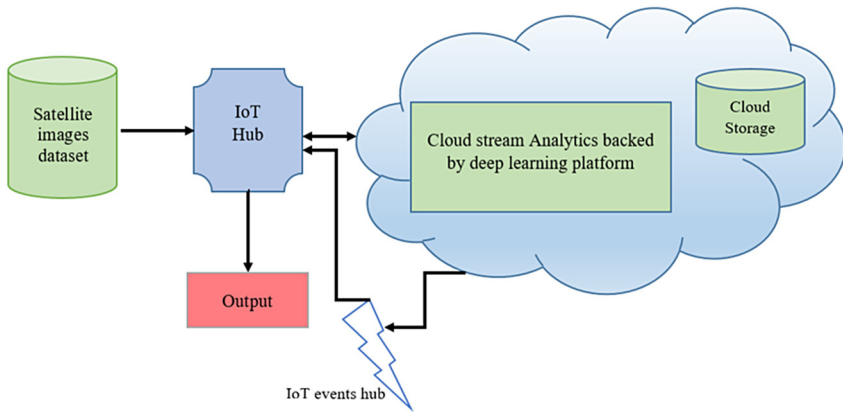 Satellite
images
dataset
IoT
Hub
Cloud stream Analytics backed
by deep learning platform
Cloud
Storage
Output
IoT events hub